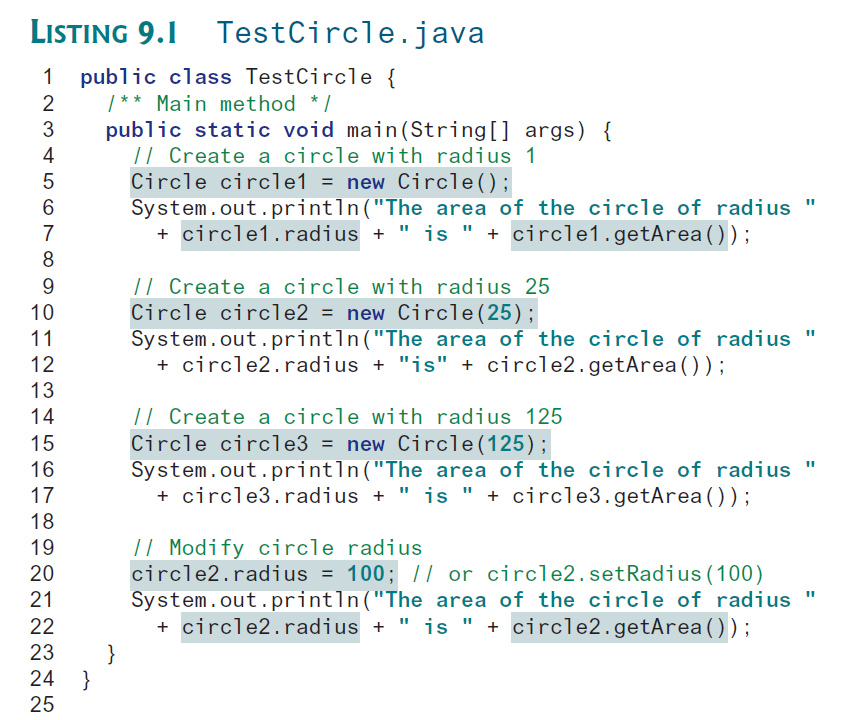 LISTING 9.1 TestCircle.java
1 public class TestCircle {
2 /** Main method */
3 public static void main(String[] args) {
4 // Create a circle with radius 1
5 Circle circle1 = new Circle();
6 System.out.println("The area of the circle of radius "
7 + circle1.radius + " is " + circle1.getArea());
8
9 // Create a circle with radius 25
10 Circle circle2 = new Circle(25);
11 System.out.println("The area of the circle of radius "
12 + circle2.radius + "is" + circle2.getArea());
13
14 // Create a circle with radius 125
15 Circle circle3 = new Circle(125);
16 System.out.println("The area of the circle of radius "
17 + circle3.radius + " is " + circle3.getArea());
18
19 // Modify circle radius
20 circle2.radius = 100; // or circle2.setRadius(100)
21 System.out.println("The area of the circle of radius "
22 + circle2.radius + " is " + circle2.getArea());
23 }
24 }
25